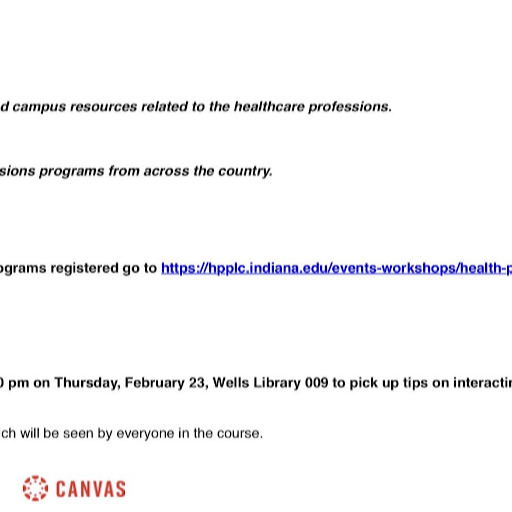 d campus resources related to the healthcare professions.
sions programs from across the country.
ograms registered go to https://hpplc.indiana.edu/events-workshops/health-p
0 pm on Thursday, February 23, Wells Library 009 to pick up tips on interactin
ch will be seen by everyone in the course.
CANVAS